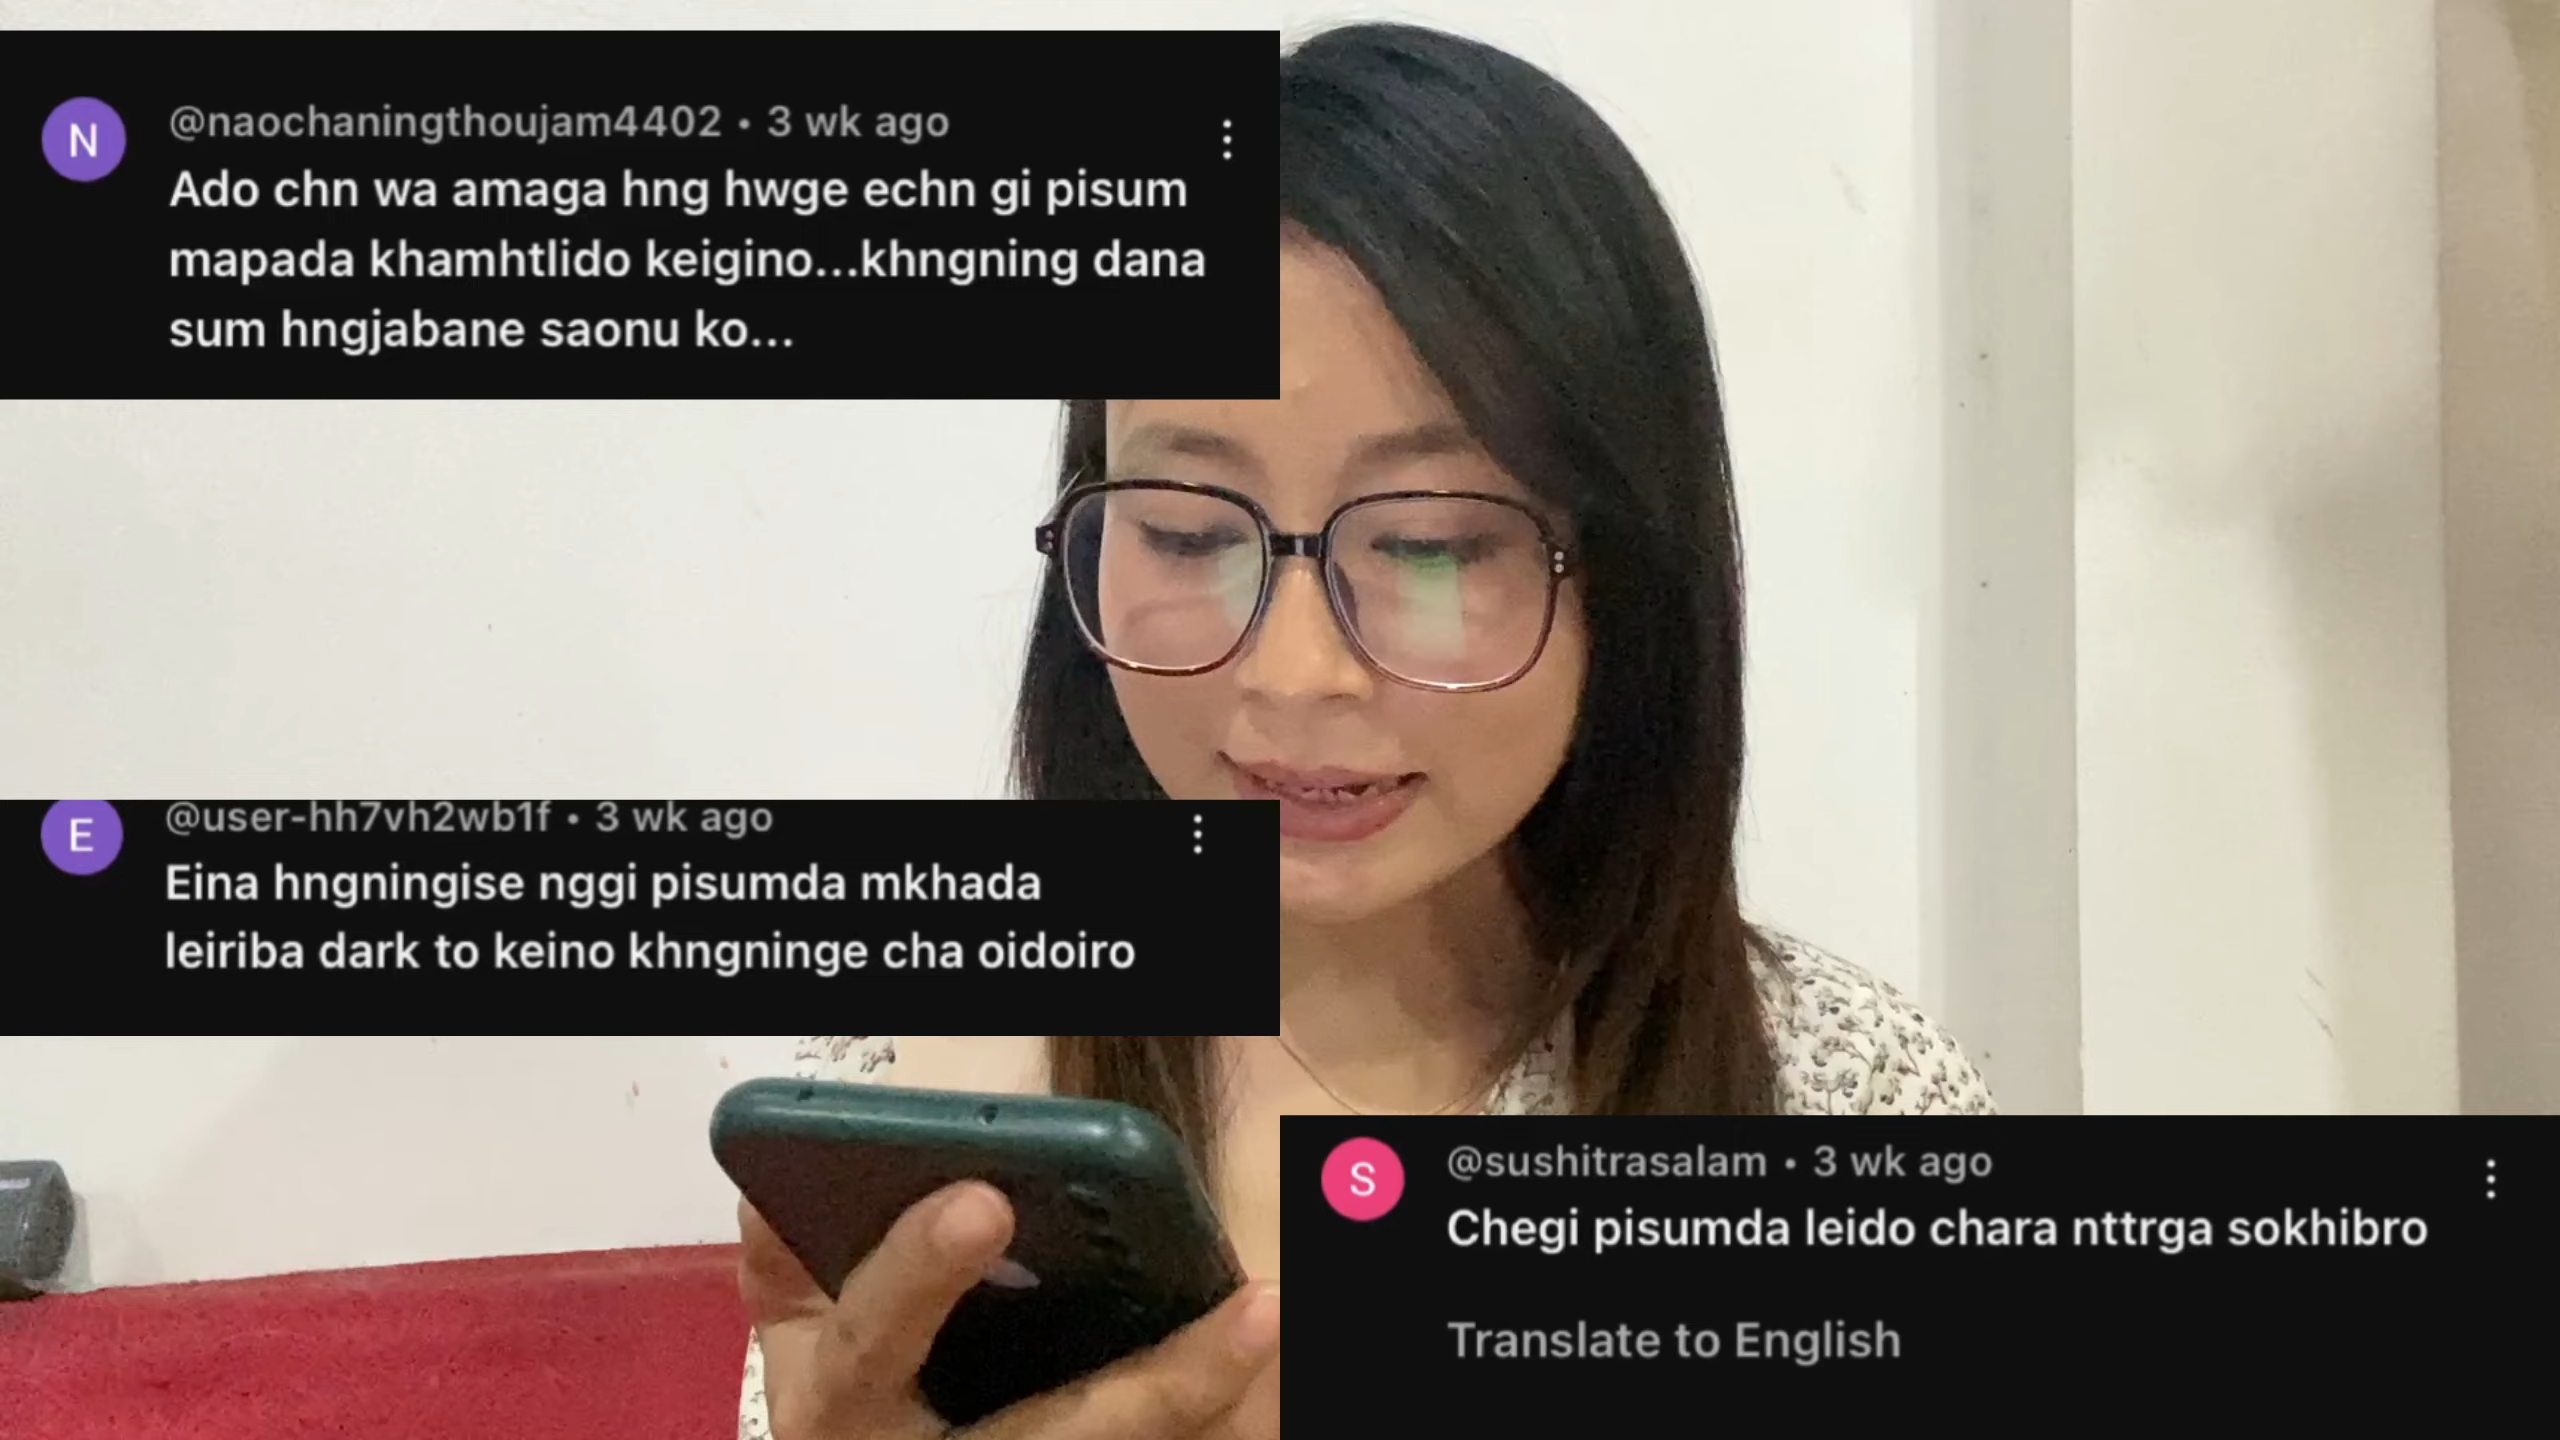 N
@naochaningthoujam4402 • 3 wk ago
Ado chn wa amaga hng hwge echn gi pisum
mapada khamhtlido keigino...khngning dana
sum hngjabane saonu ko...
E
@user-hh7vh2wb1f • 3 wk ago
Eina hngningise nggi pisumda mkhada
leiriba dark to keino khngninge cha oidoiro
S
@sushitrasalam • 3 wk ago
Chegi pisumda leido chara nttrga sokhibro
Translate to English